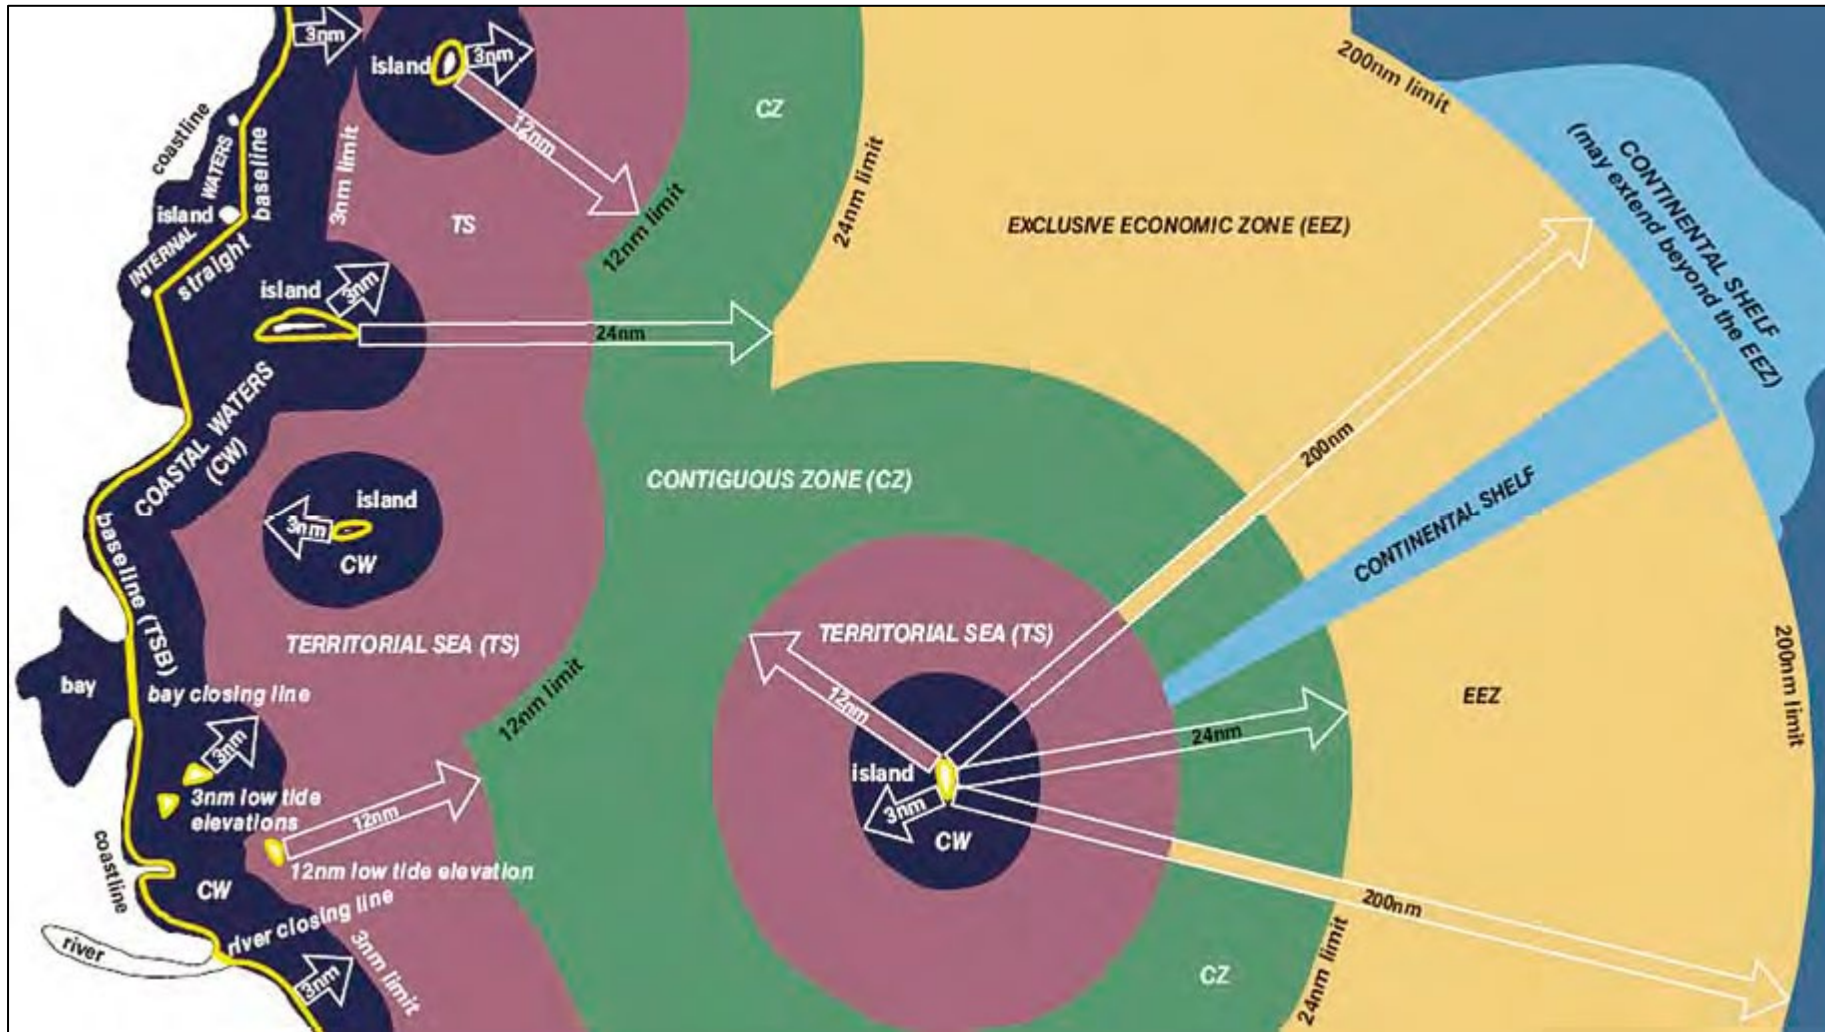 3nm
island
3nm
12nm
coastline
INTERNAL WATERS
island
straight baseline
3nm limit
TS
CZ
12nm limit
24nm limit
200nm limit
EXCLUSIVE ECONOMIC ZONE (EEZ)
CONTINENTAL SHELF
(may extend beyond the EEZ)
island
3nm
24nm
COASTAL WATERS
(CW)
island
3nm
CW
CONTIGUOUS ZONE (CZ)
200nm
CONTINENTAL SHELF
baseline (TSB)
TERRITORIAL SEA (TS)
12nm limit
TERRITORIAL SEA (TS)
12nm
200nm limit
bay
bay closing line
3nm
3nm low tide
elevations
12nm
12nm low tide elevation
island
3nm
CW
24nm
EEZ
200nm
coastline
CW
river closing line
river
3nm
3nm limit
CZ
24nm limit